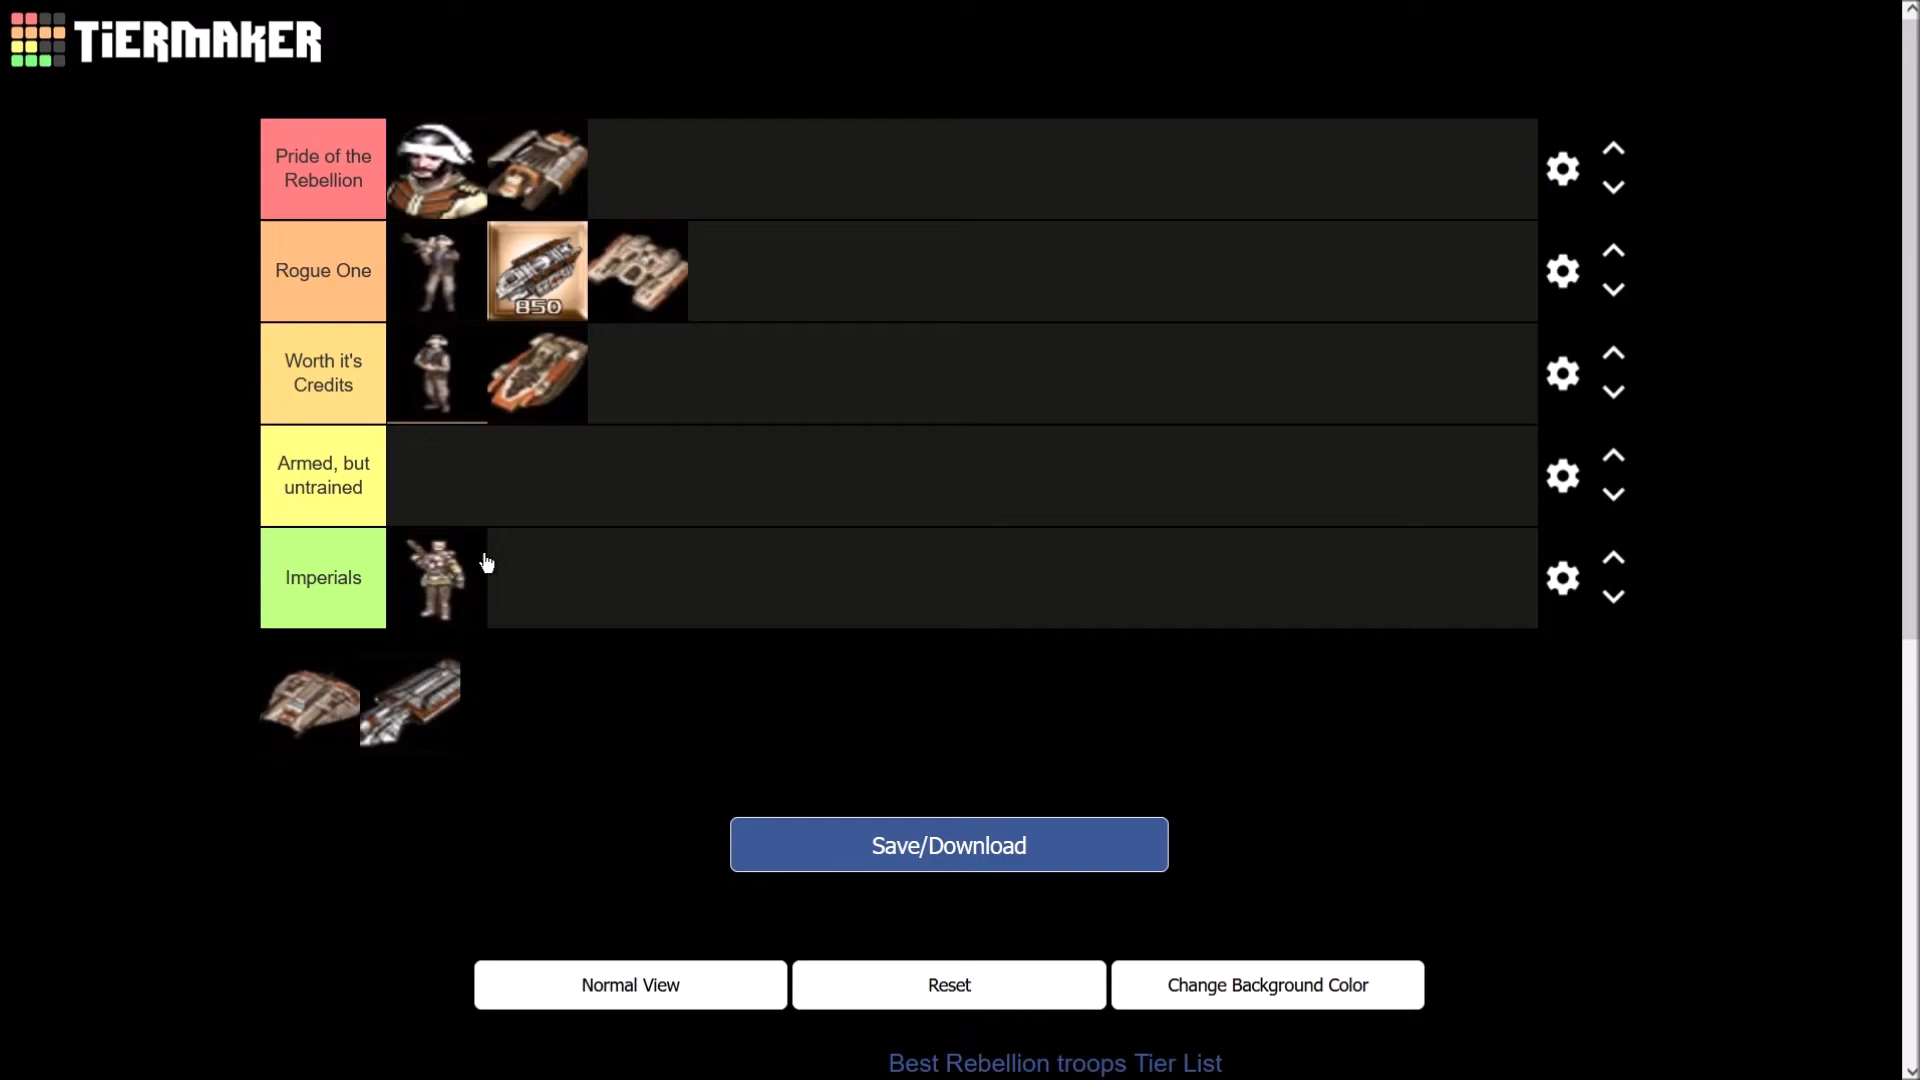 TiERMAKER
Pride of the
Rebellion
Rogue One
850
Worth it's
Credits
Armed, but
untrained
Imperials
Save/Download
Normal View
Reset
Change Background Color
Best Rebellion troops Tier List